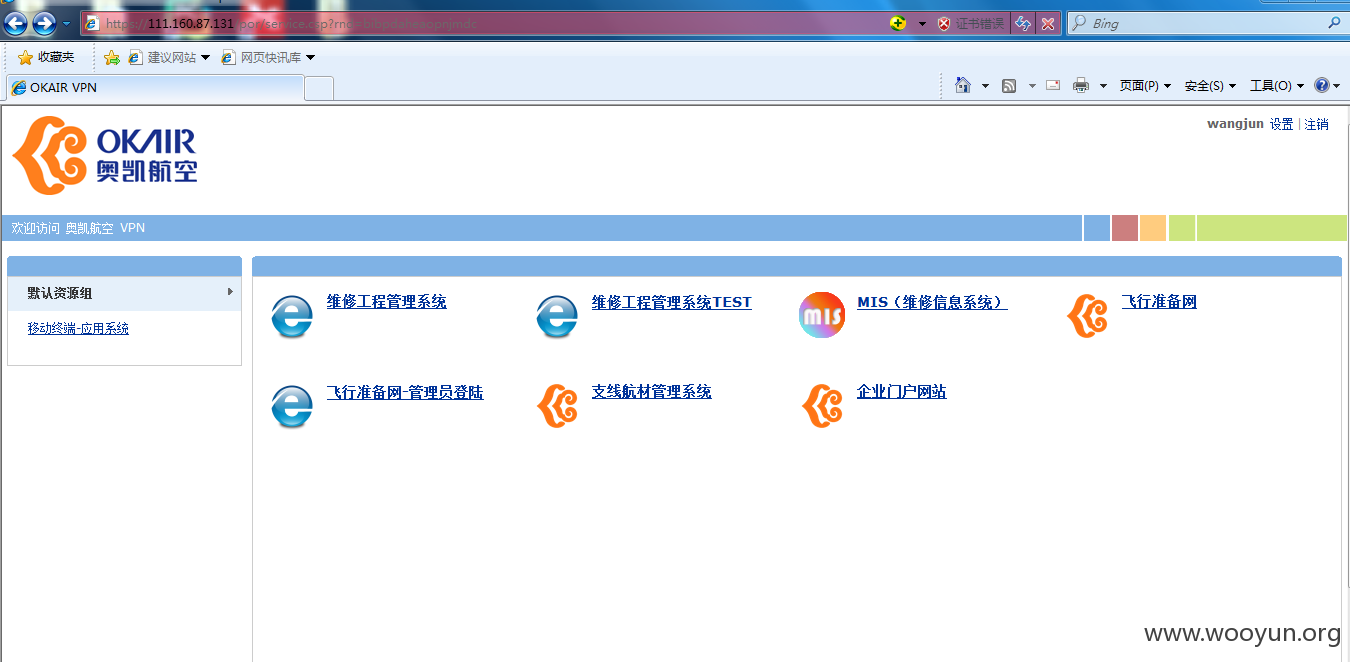 https://111.160.87.131/por/service.csp?rnd=
证书错误
Bing
收藏夹
建议网站
网页快讯库
OKAIR VPN
页面(P)
安全(S)
工具(O)
OKAIR
奥凯航空
wangjun 设置 | 注销
欢迎访问 奥凯航空 VPN
默认资源组
移动终端-应用系统
维修工程管理系统
维修工程管理系统TEST
mis
MIS（维修信息系统）
飞行准备网
飞行准备网-管理员登陆
支线航材管理系统
企业门户网站
www.wooyun.org